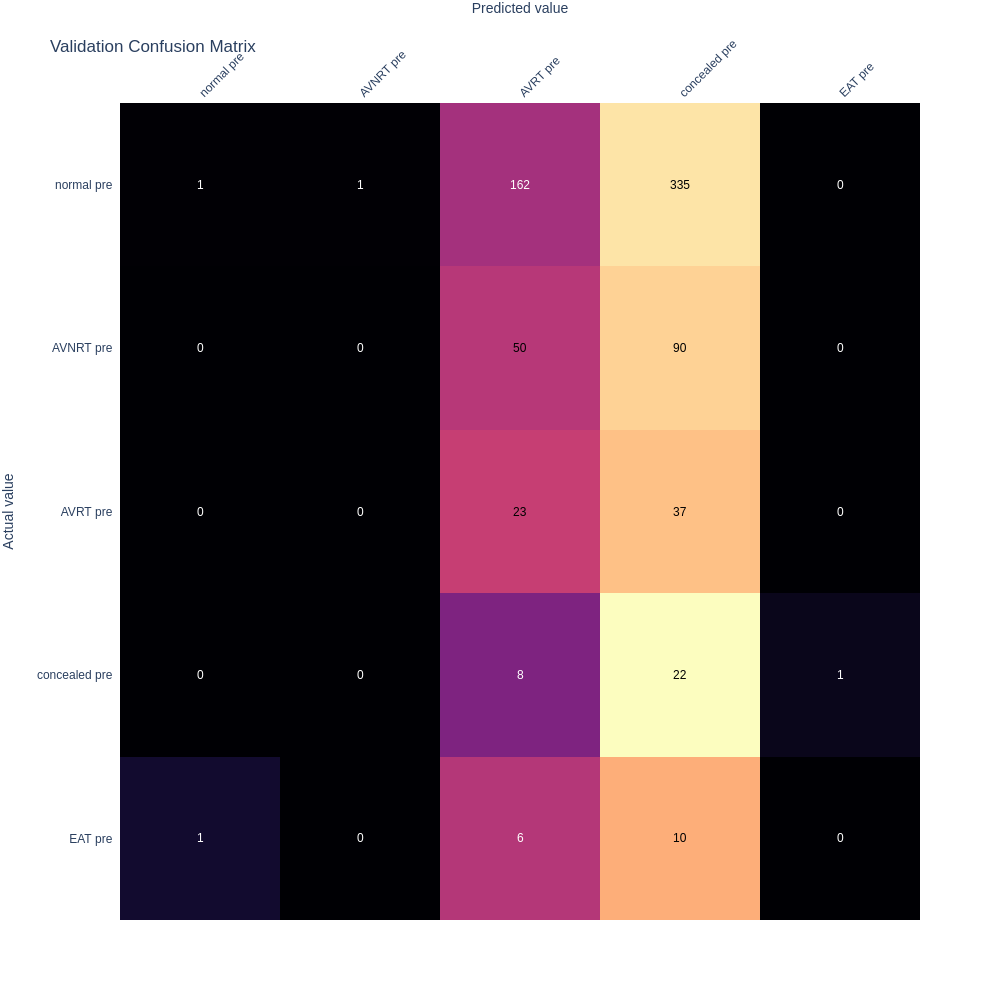 Predicted value
Validation Confusion Matrix
normal pre
AVNRT pre
AVRT pre
concealed pre
EAT pre
Actual value
normal pre 1 1 162 335 0
AVNRT pre 0 0 50 90 0
AVRT pre 0 0 23 37 0
concealed pre 0 0 8 22 1
EAT pre 1 0 6 10 0